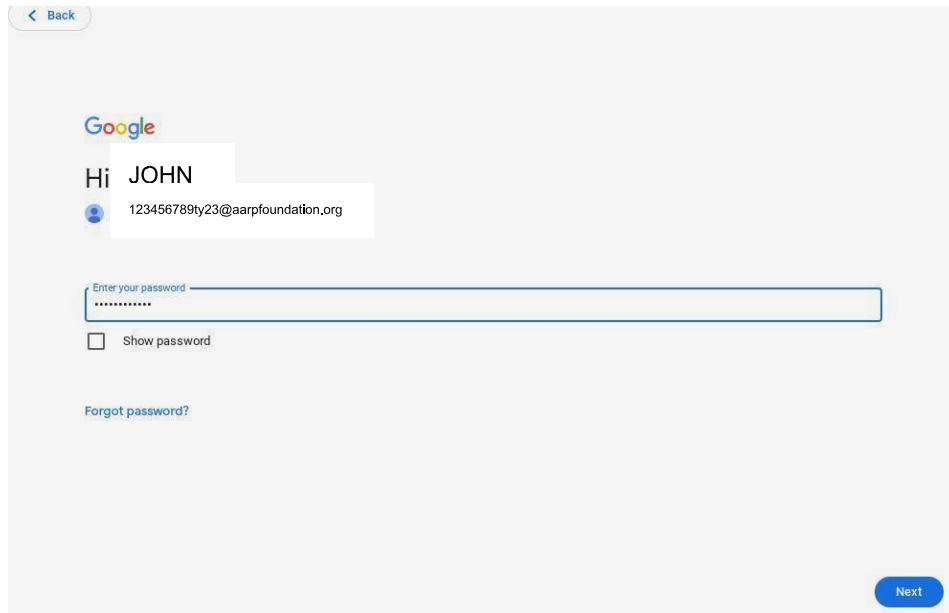 Back
Google
Hi JOHN
123456789ty23@aarpfoundation.org
Enter your password
••••••••••••
Show password
Forgot password?
Next